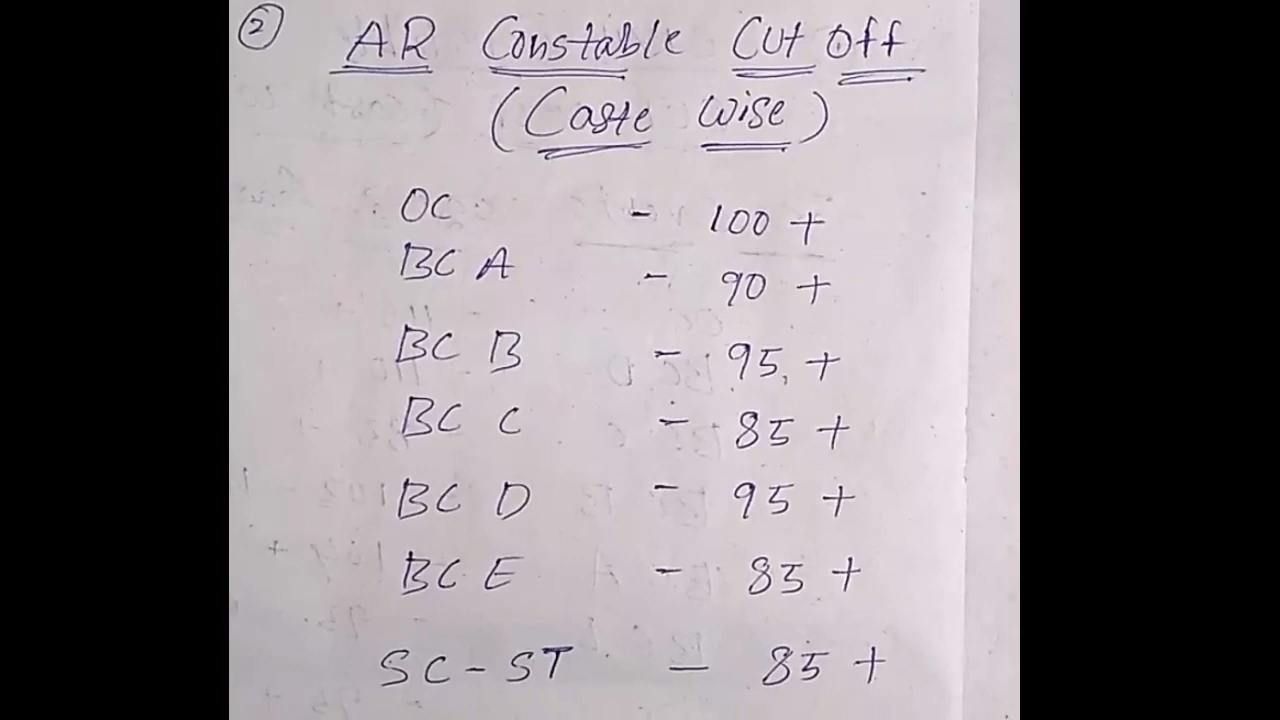 2
AR Constable Cut Off
(Caste wise)
OC - 100 +
BC A - 90 +
BC B - 95 +
BC C - 85 +
BC D - 95 +
BC E - 85 +
SC-ST - 85 +